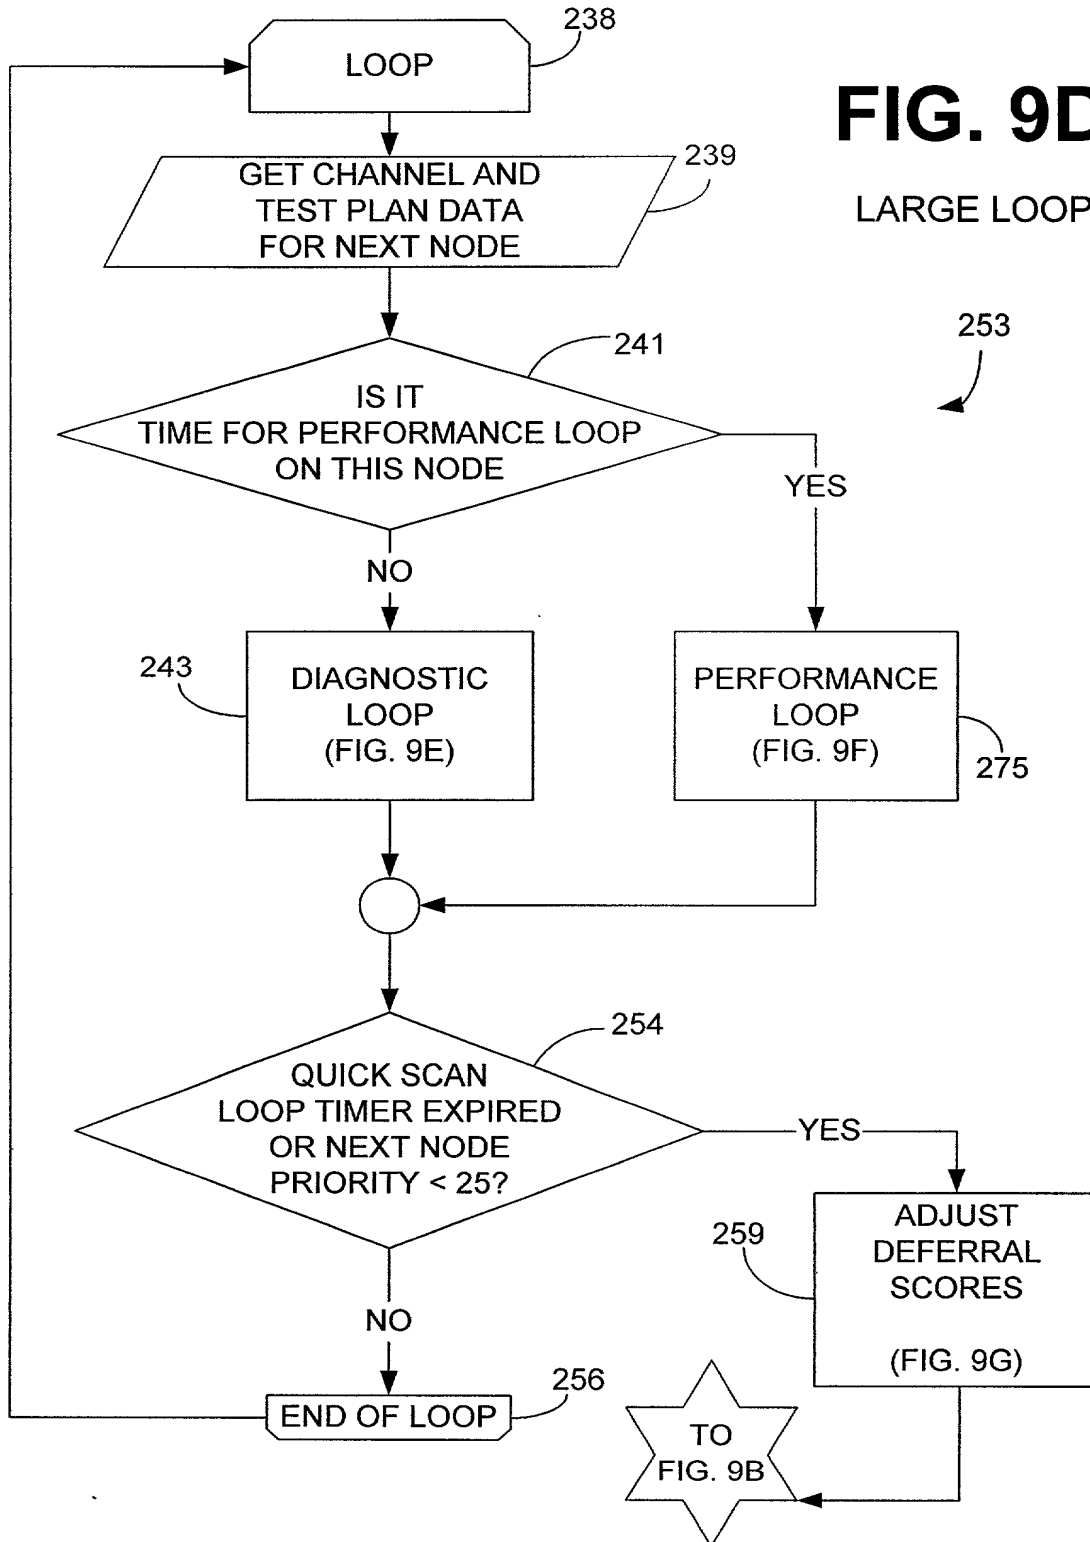 238
LOOP
FIG. 9D
239
GET CHANNEL AND
TEST PLAN DATA
FOR NEXT NODE
LARGE LOOP
253
241
IS IT
TIME FOR PERFORMANCE LOOP
ON THIS NODE
YES
NO
243
DIAGNOSTIC
LOOP
(FIG. 9E)
PERFORMANCE
LOOP
(FIG. 9F)
275
254
QUICK SCAN
LOOP TIMER EXPIRED
OR NEXT NODE
PRIORITY < 25?
YES
259
ADJUST
DEFERRAL
SCORES
(FIG. 9G)
NO
256
END OF LOOP
TO
FIG. 9B